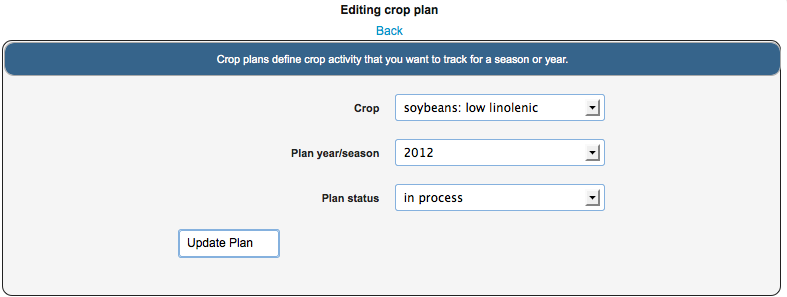 Editing crop plan
Back
Crop plans define crop activity that you want to track for a season or year.
Crop soybeans: low linolenic
Plan year/season 2012
Plan status in process
Update Plan